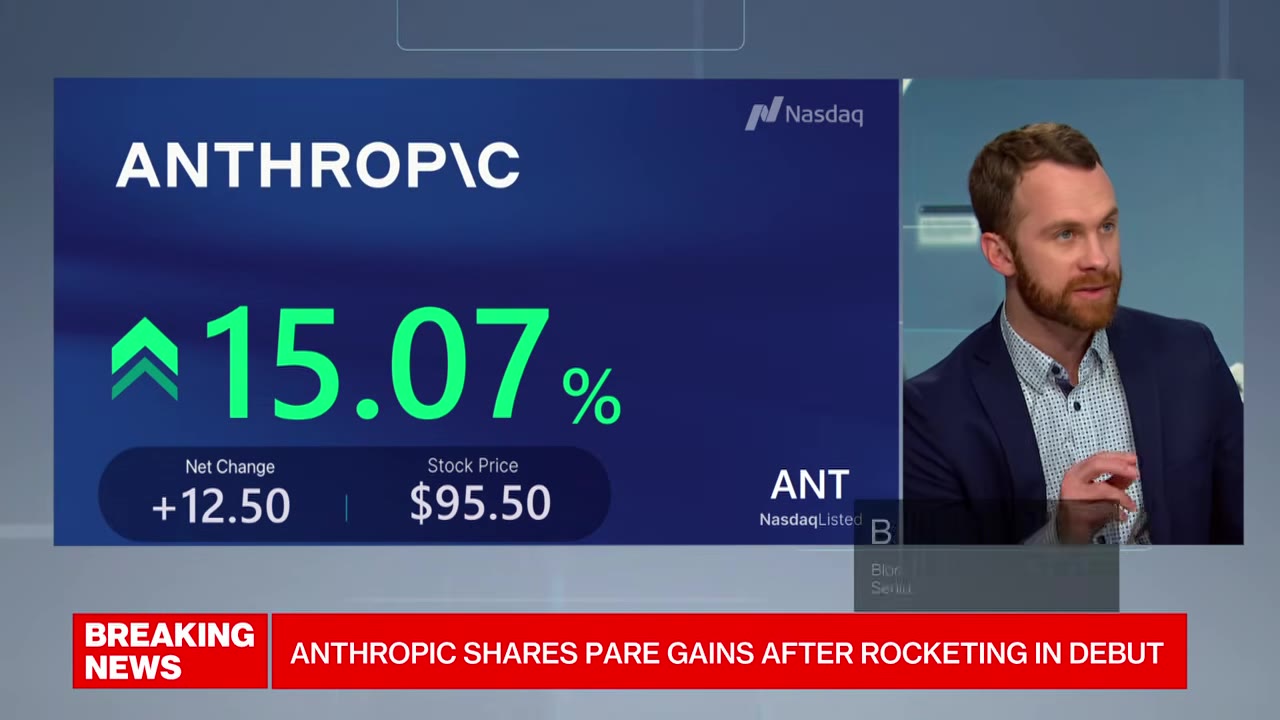 Nasdaq
ANTHROP\C
15.07 %
Net Change
+12.50
Stock Price
$95.50
ANT
NasdaqListed
B
BREAKING
NEWS
ANTHROPIC SHARES PARE GAINS AFTER ROCKETING IN DEBUT